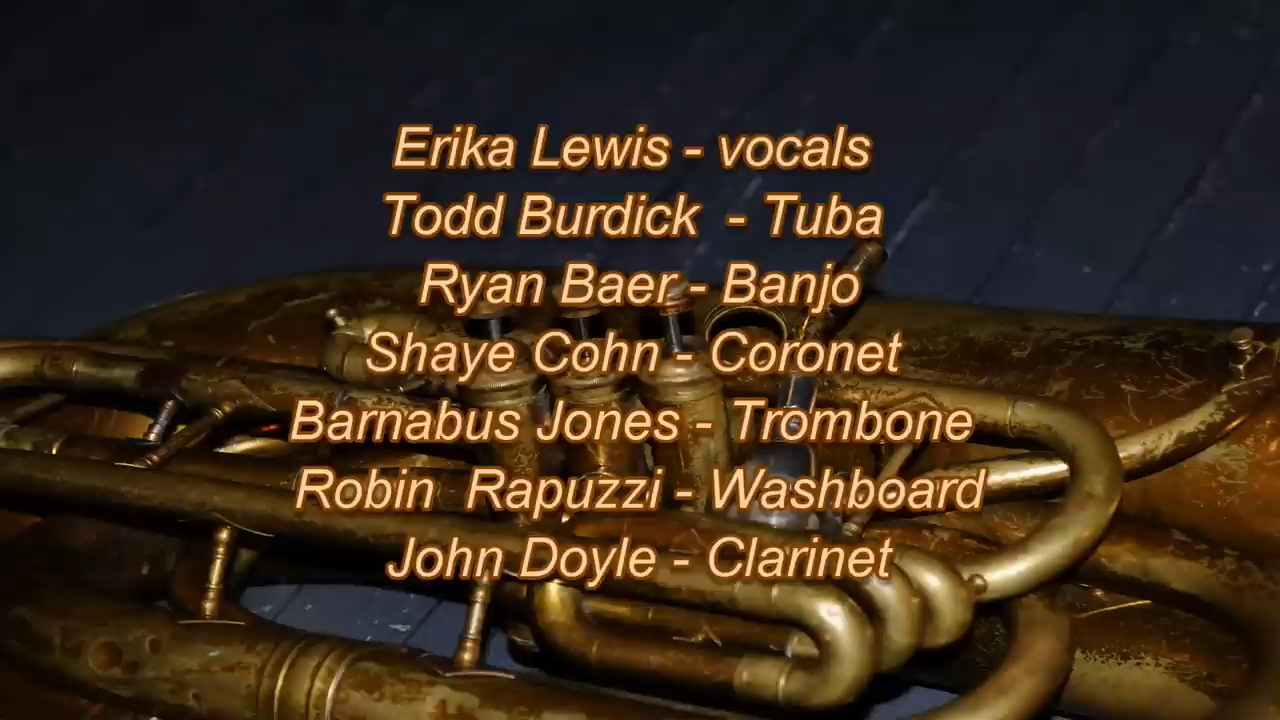 Erika Lewis - vocals
Todd Burdick - Tuba
Ryan Baer - Banjo
Shaye Cohn - Coronet
Barnabus Jones - Trombone
Robin Rapuzzi - Washboard
John Doyle - Clarinet